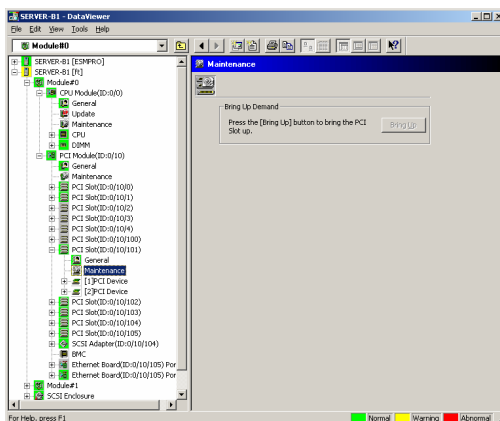 SERVER-B1 - DataViewer
File Edit View Tools Help
Module#0
SERVER-B1 [ESMPRO]
SERVER-B1 [ft]
Module#0
CPU Module(ID:0/0)
General
Update
Maintenance
CPU
DIMM
PCI Module(ID:0/10)
General
Maintenance
PCI Slot(ID:0/10/0)
PCI Slot(ID:0/10/1)
PCI Slot(ID:0/10/2)
PCI Slot(ID:0/10/3)
PCI Slot(ID:0/10/4)
PCI Slot(ID:0/10/100)
PCI Slot(ID:0/10/101)
General
Maintenance
[1]PCI Device
[2]PCI Device
PCI Slot(ID:0/10/102)
PCI Slot(ID:0/10/103)
PCI Slot(ID:0/10/104)
PCI Slot(ID:0/10/105)
SCSI Adapter(ID:0/10/104)
BMC
Ethernet Board(ID:0/10/105) Por
Ethernet Board(ID:0/10/105) Por
Module#1
SCSI Enclosure
Maintenance
Bring Up Demand
Press the [Bring Up] button to bring the PCI
Slot up.
Bring Up
For Help, press F1
Normal Warning Abnormal